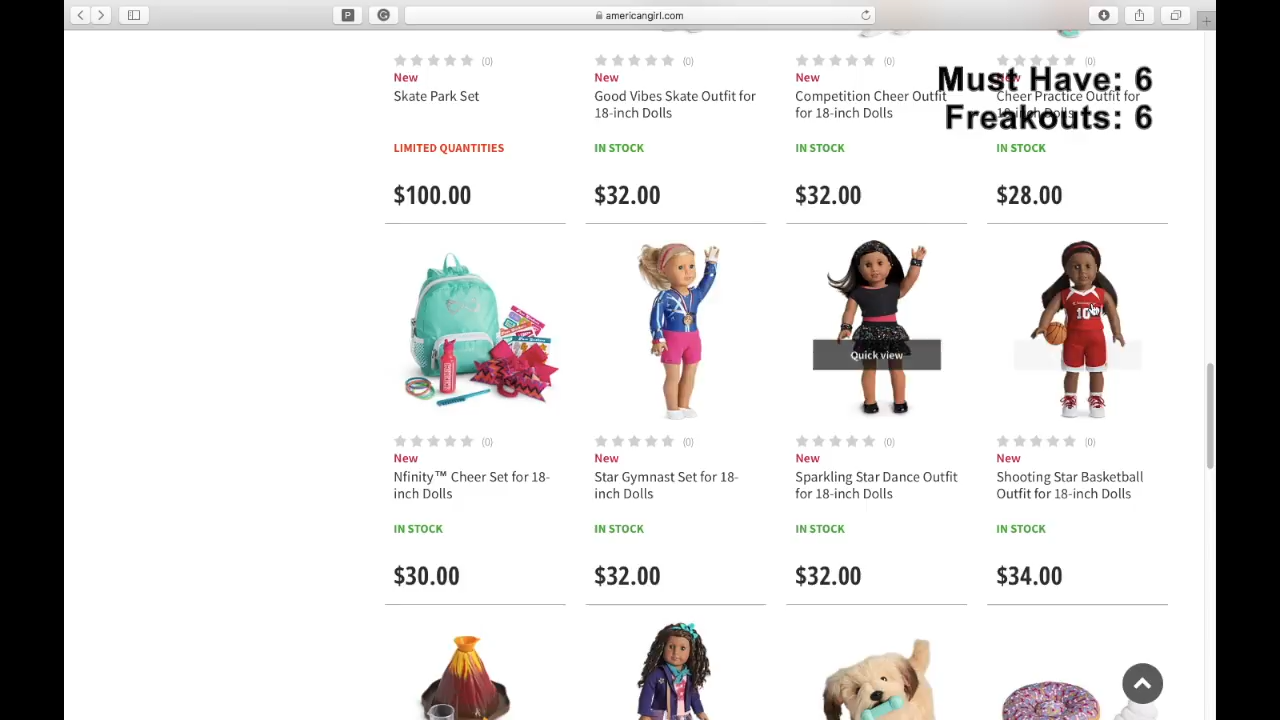 americangirl.com
(0)
New
Skate Park Set
LIMITED QUANTITIES
$100.00
(0)
New
Good Vibes Skate Outfit for
18-inch Dolls
IN STOCK
$32.00
(0)
New
Competition Cheer Outfit
for 18-inch Dolls
IN STOCK
$32.00
(0)
New
Cheer Practice Outfit for
18-inch Dolls
IN STOCK
$28.00
Must Have: 6
Freakouts: 6
(0)
New
Nfinity™ Cheer Set for 18-
inch Dolls
IN STOCK
$30.00
(0)
New
Star Gymnast Set for 18-
inch Dolls
IN STOCK
$32.00
Quick view
(0)
New
Sparkling Star Dance Outfit
for 18-inch Dolls
IN STOCK
$32.00
10
(0)
New
Shooting Star Basketball
Outfit for 18-inch Dolls
IN STOCK
$34.00